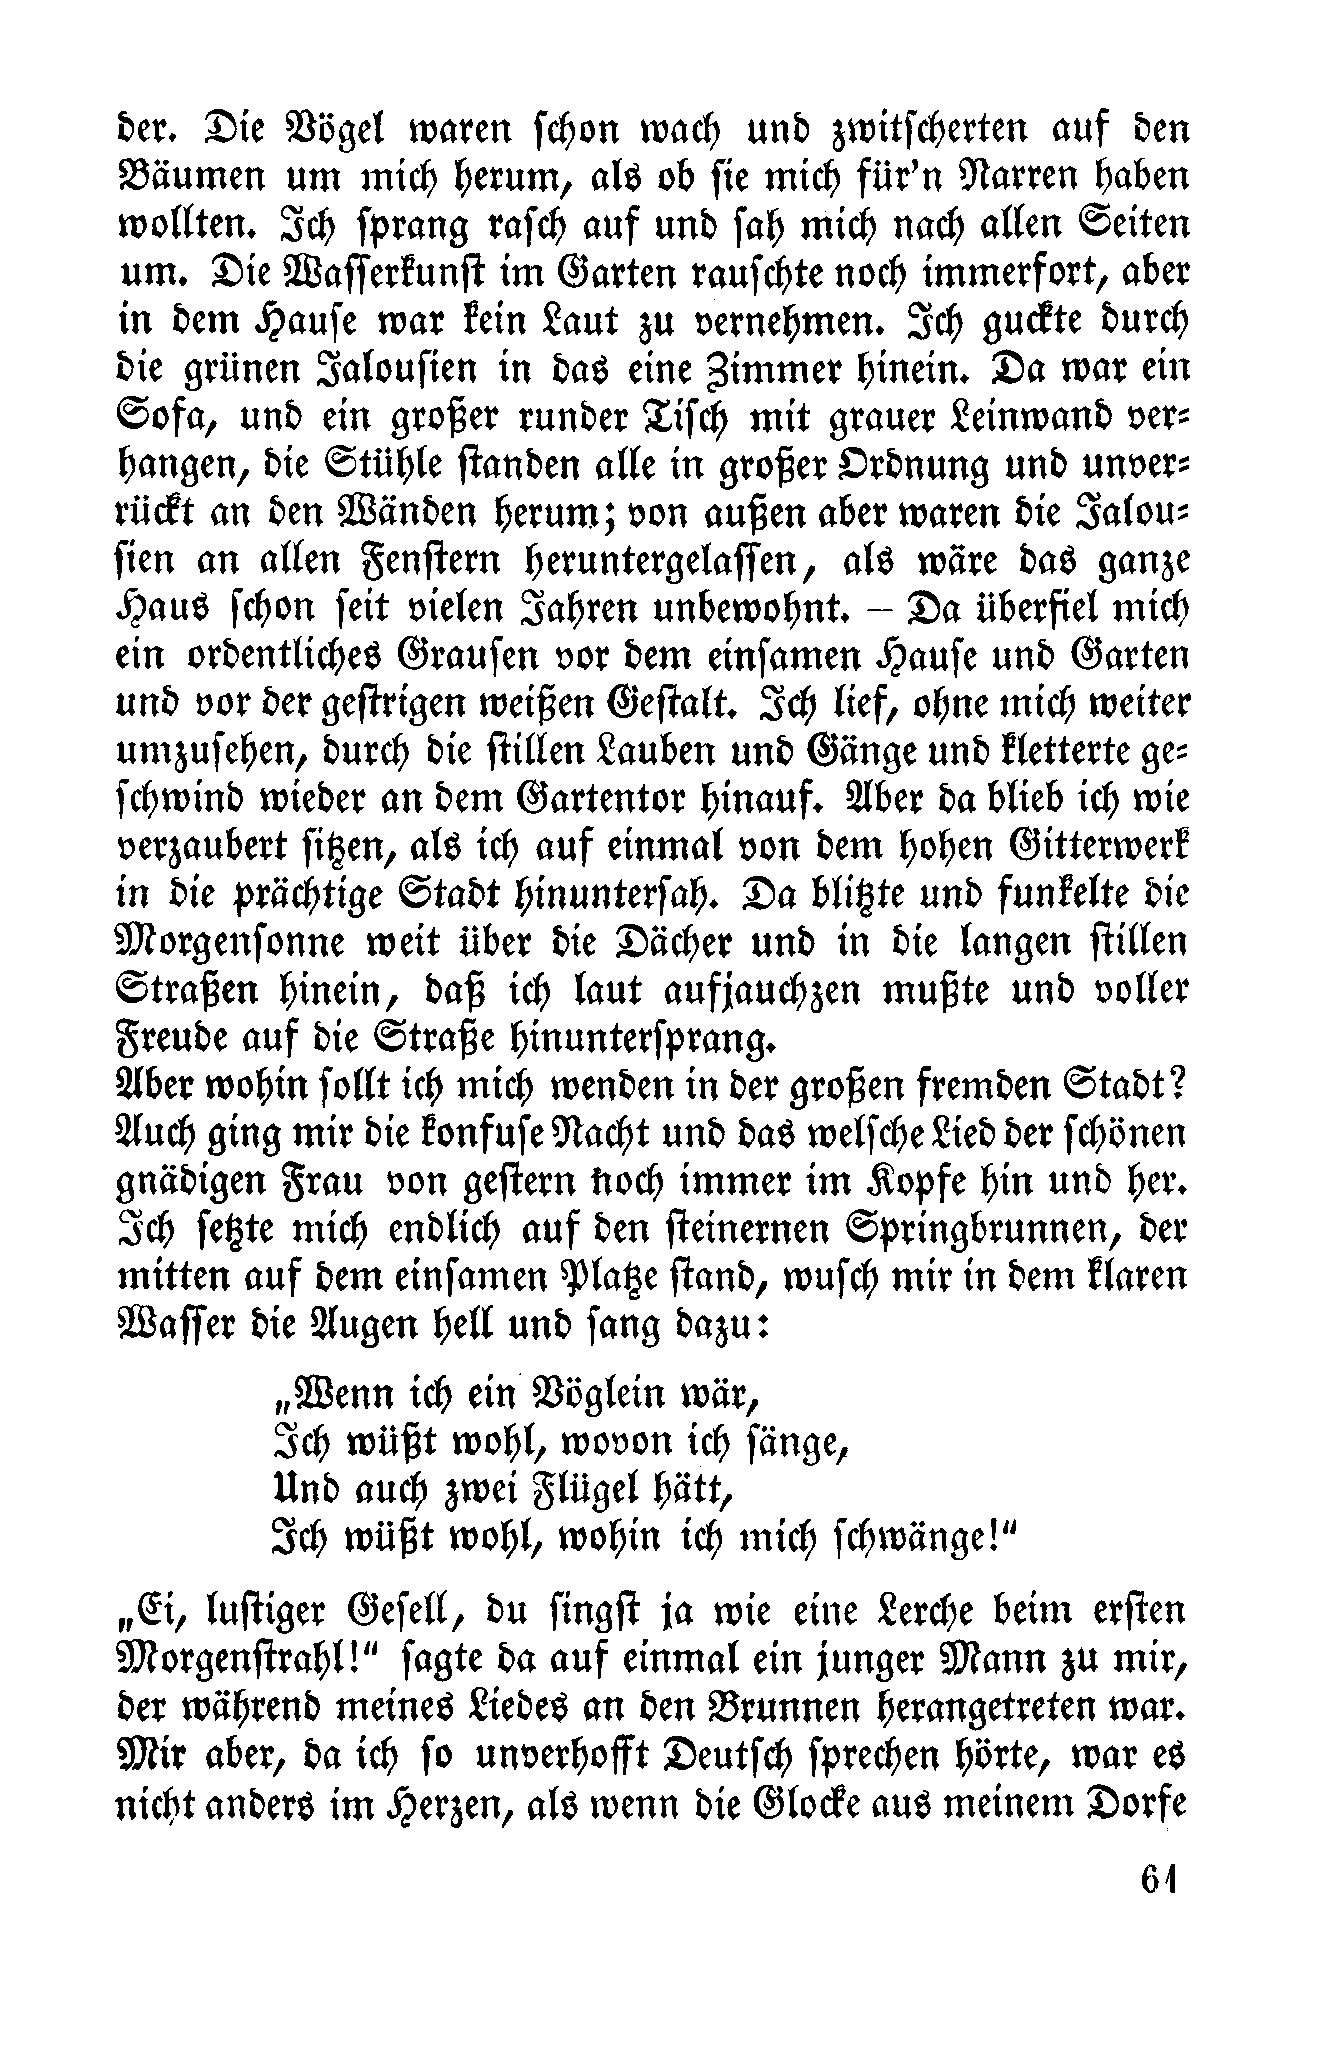 der. Die Vögel waren schon wach und zwitscherten auf den
Bäumen um mich herum, als ob sie mich für'n Narren haben
wollten. Ich sprang rasch auf und sah mich nach allen Seiten
um. Die Wasserkunst im Garten rauschte noch immerfort, aber
in dem Hause war kein Laut zu vernehmen. Ich guckte durch
die grünen Jalousien in das eine Zimmer hinein. Da war ein
Sofa, und ein großer runder Tisch mit grauer Leinwand ver-
hangen, die Stühle standen alle in großer Ordnung und unver-
rückt an den Wänden herum; von außen aber waren die Jalou-
sien an allen Fenstern heruntergelassen, als wäre das ganze
Haus schon seit vielen Jahren unbewohnt. – Da überfiel mich
ein ordentliches Grausen vor dem einsamen Hause und Garten
und vor der gestrigen weißen Gestalt. Ich lief, ohne mich weiter
umzusehen, durch die stillen Lauben und Gänge und kletterte ge-
schwind wieder an dem Gartentor hinauf. Aber da blieb ich wie
verzaubert sitzen, als ich auf einmal von dem hohen Gitterwerk
in die prächtige Stadt hinuntersah. Da blitzte und funkelte die
Morgensonne weit über die Dächer und in die langen stillen
Straßen hinein, daß ich laut aufjauchzen mußte und voller
Freude auf die Straße hinuntersprang.
Aber wohin sollt ich mich wenden in der großen fremden Stadt?
Auch ging mir die konfuse Nacht und das welsche Lied der schönen
gnädigen Frau von gestern noch immer im Kopfe hin und her.
Ich setzte mich endlich auf den steinernen Springbrunnen, der
mitten auf dem einsamen Platze stand, wusch mir in dem klaren
Wasser die Augen hell und sang dazu:
„Wenn ich ein Vöglein wär,
Ich wüßt wohl, wovon ich sänge,
Und auch zwei Flügel hätt,
Ich wüßt wohl, wohin ich mich schwänge!“
„Ei, lustiger Gesell, du singst ja wie eine Lerche beim ersten
Morgenstrahl!“ sagte da auf einmal ein junger Mann zu mir,
der während meines Liedes an den Brunnen herangetreten war.
Mir aber, da ich so unverhofft Deutsch sprechen hörte, war es
nicht anders im Herzen, als wenn die Glocke aus meinem Dorfe
61